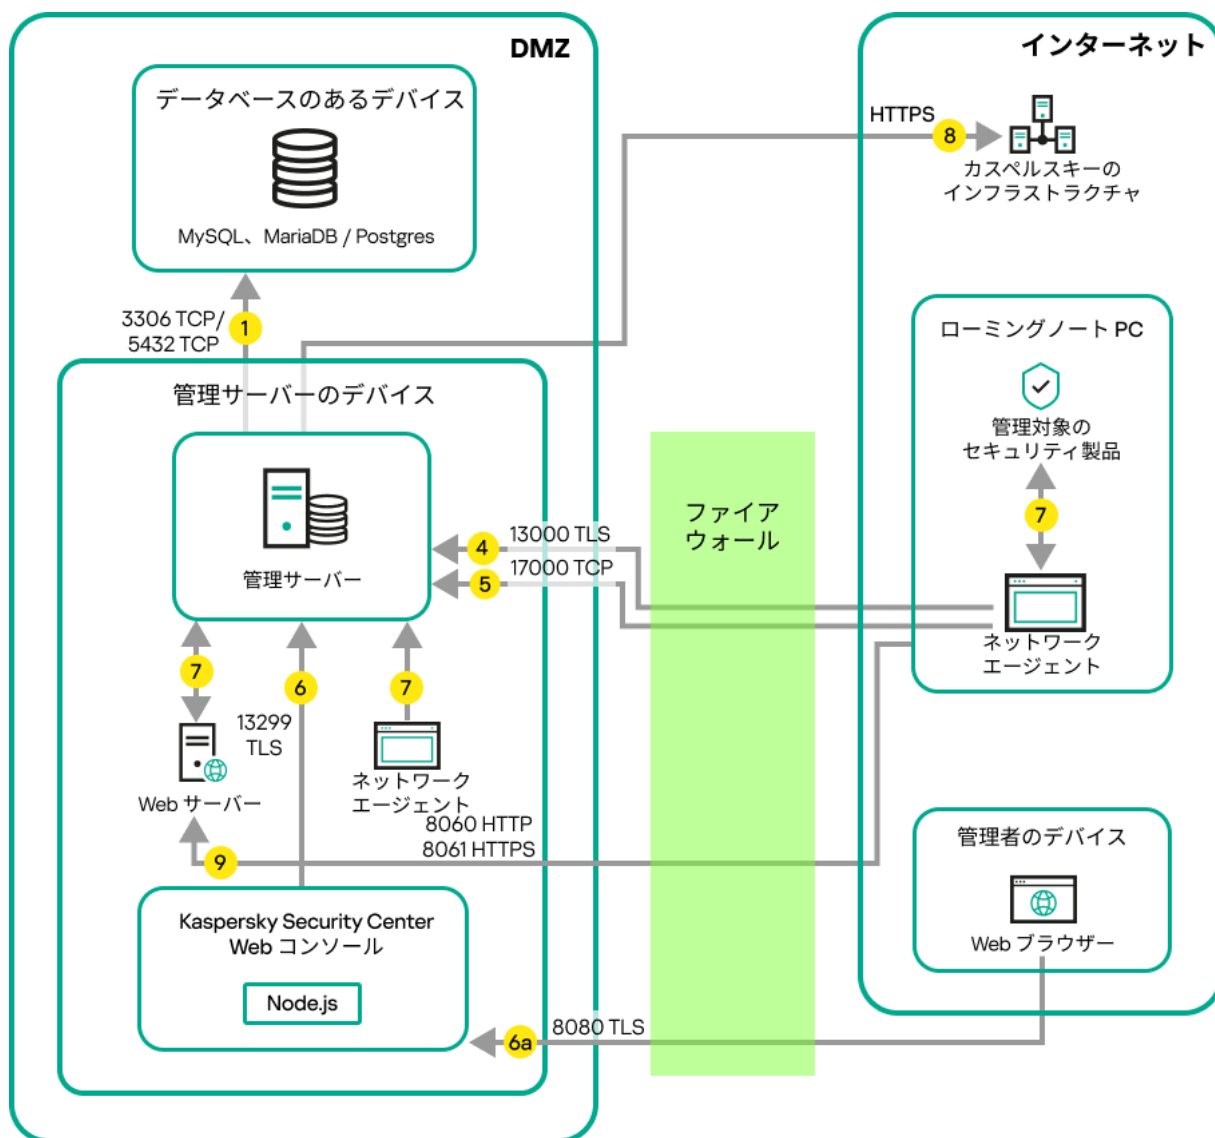 DMZ
データベースのあるデバイス
MySQL、MariaDB / Postgres
3306 TCP/
5432 TCP
1
管理サーバーのデバイス
管理サーバー
4
13000 TLS
5
17000 TCP
7
6
7
13299
TLS
Web サーバー
ネットワーク
エージェント
8060 HTTP
8061 HTTPS
9
Kaspersky Security Center
Web コンソール
Node.js
6a
8080 TLS
ファイア
ウォール
インターネット
HTTPS
8
カスペルスキーの
インフラストラクチャ
ローミングノート PC
管理対象の
セキュリティ製品
7
ネットワーク
エージェント
管理者のデバイス
Web ブラウザー